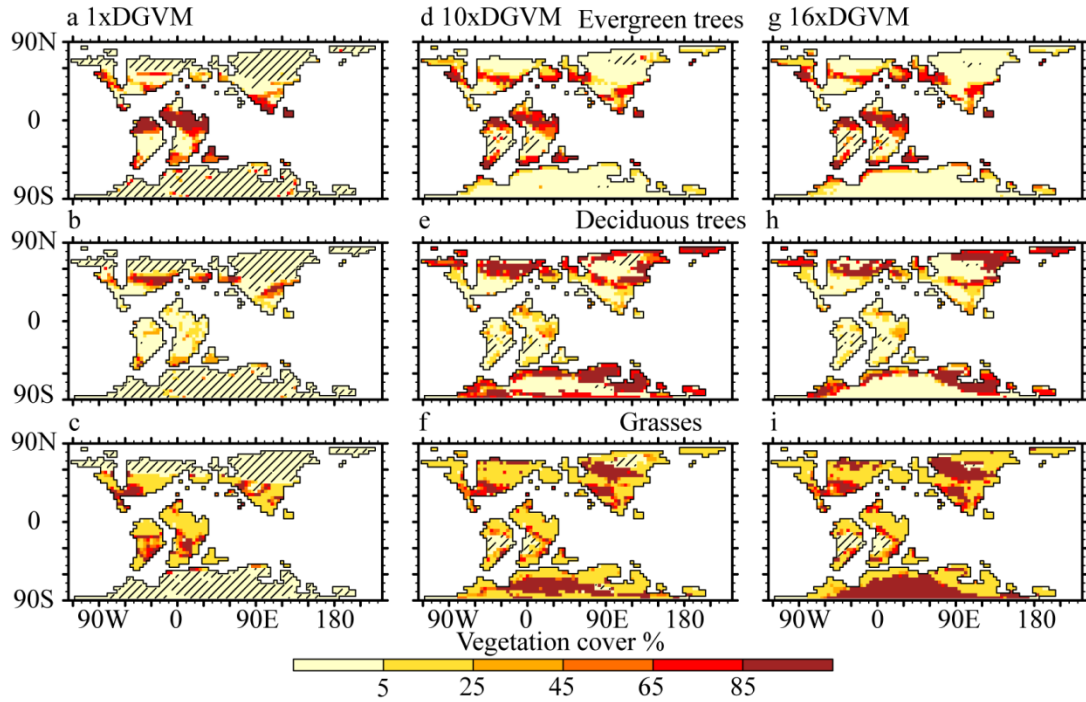 a 1xDGVM
d 10xDGVM
Evergreen trees
g 16xDGVM
90N
0
90S
b
e
Deciduous trees
h
90N
0
90S
c
f
Grasses
i
90N
0
90S
90W 0 90E 180
90W 0 90E 180
90W 0 90E 180
Vegetation cover %
5 25 45 65 85